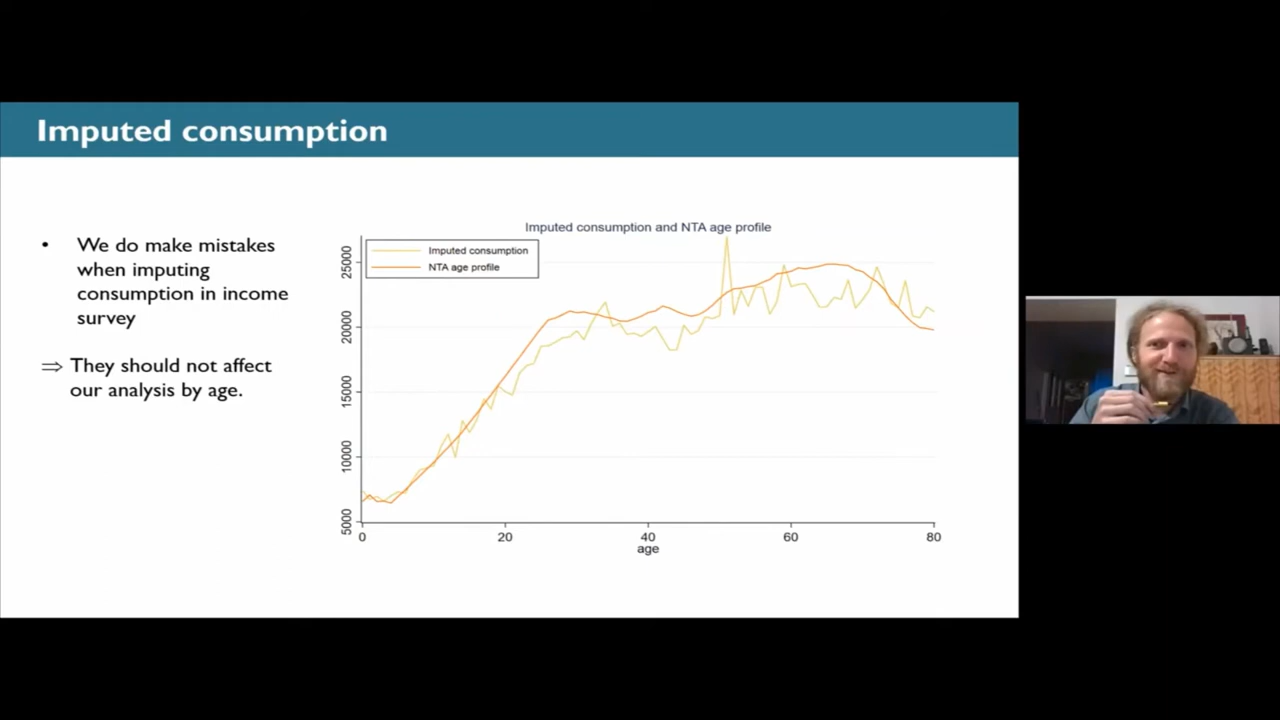 Imputed consumption
• We do make mistakes
when imputing
consumption in income
survey
⇒ They should not affect
our analysis by age.
Imputed consumption and NTA age profile
Imputed consumption
NTA age profile
25000
20000
15000
10000
5000
0 20 40 60 80
age